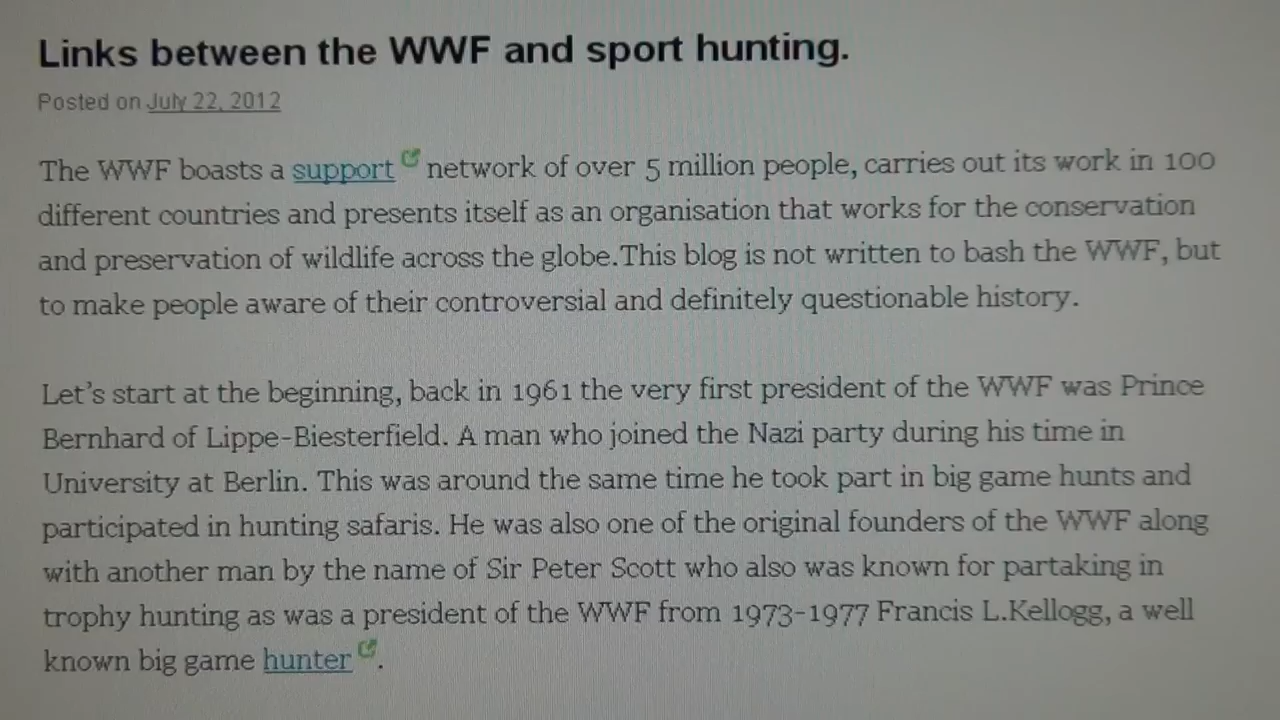 Links between the WWF and sport hunting.
Posted on July 22, 2012
The WWF boasts a support network of over 5 million people, carries out its work in 100
different countries and presents itself as an organisation that works for the conservation
and preservation of wildlife across the globe.This blog is not written to bash the WWF, but
to make people aware of their controversial and definitely questionable history.
Let's start at the beginning, back in 1961 the very first president of the WWF was Prince
Bernhard of Lippe-Biesterfield. A man who joined the Nazi party during his time in
University at Berlin. This was around the same time he took part in big game hunts and
participated in hunting safaris. He was also one of the original founders of the WWF along
with another man by the name of Sir Peter Scott who also was known for partaking in
trophy hunting as was a president of the WWF from 1973-1977 Francis L.Kellogg, a well
known big game hunter.